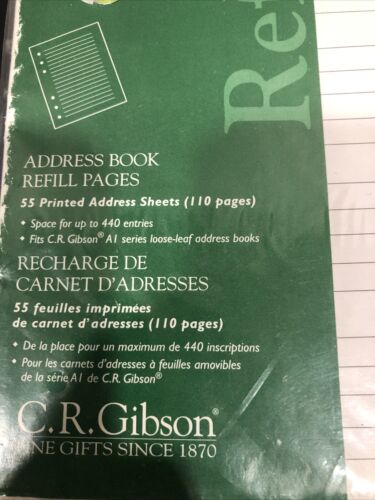 Ref
ADDRESS BOOK
REFILL PAGES
55 Printed Address Sheets (110 pages)
• Space for up to 440 entries
• Fits C.R. Gibson® A1 series loose-leaf address books
RECHARGE DE
CARNET D'ADRESSES
55 feuilles imprimées
de carnet d'adresses (110 pages)
• De la place pour un maximum de 440 inscriptions
• Pour les carnets d'adresses à feuilles amovibles
de la série A1 de C.R. Gibson®
C.R. Gibson®
FINE GIFTS SINCE 1870